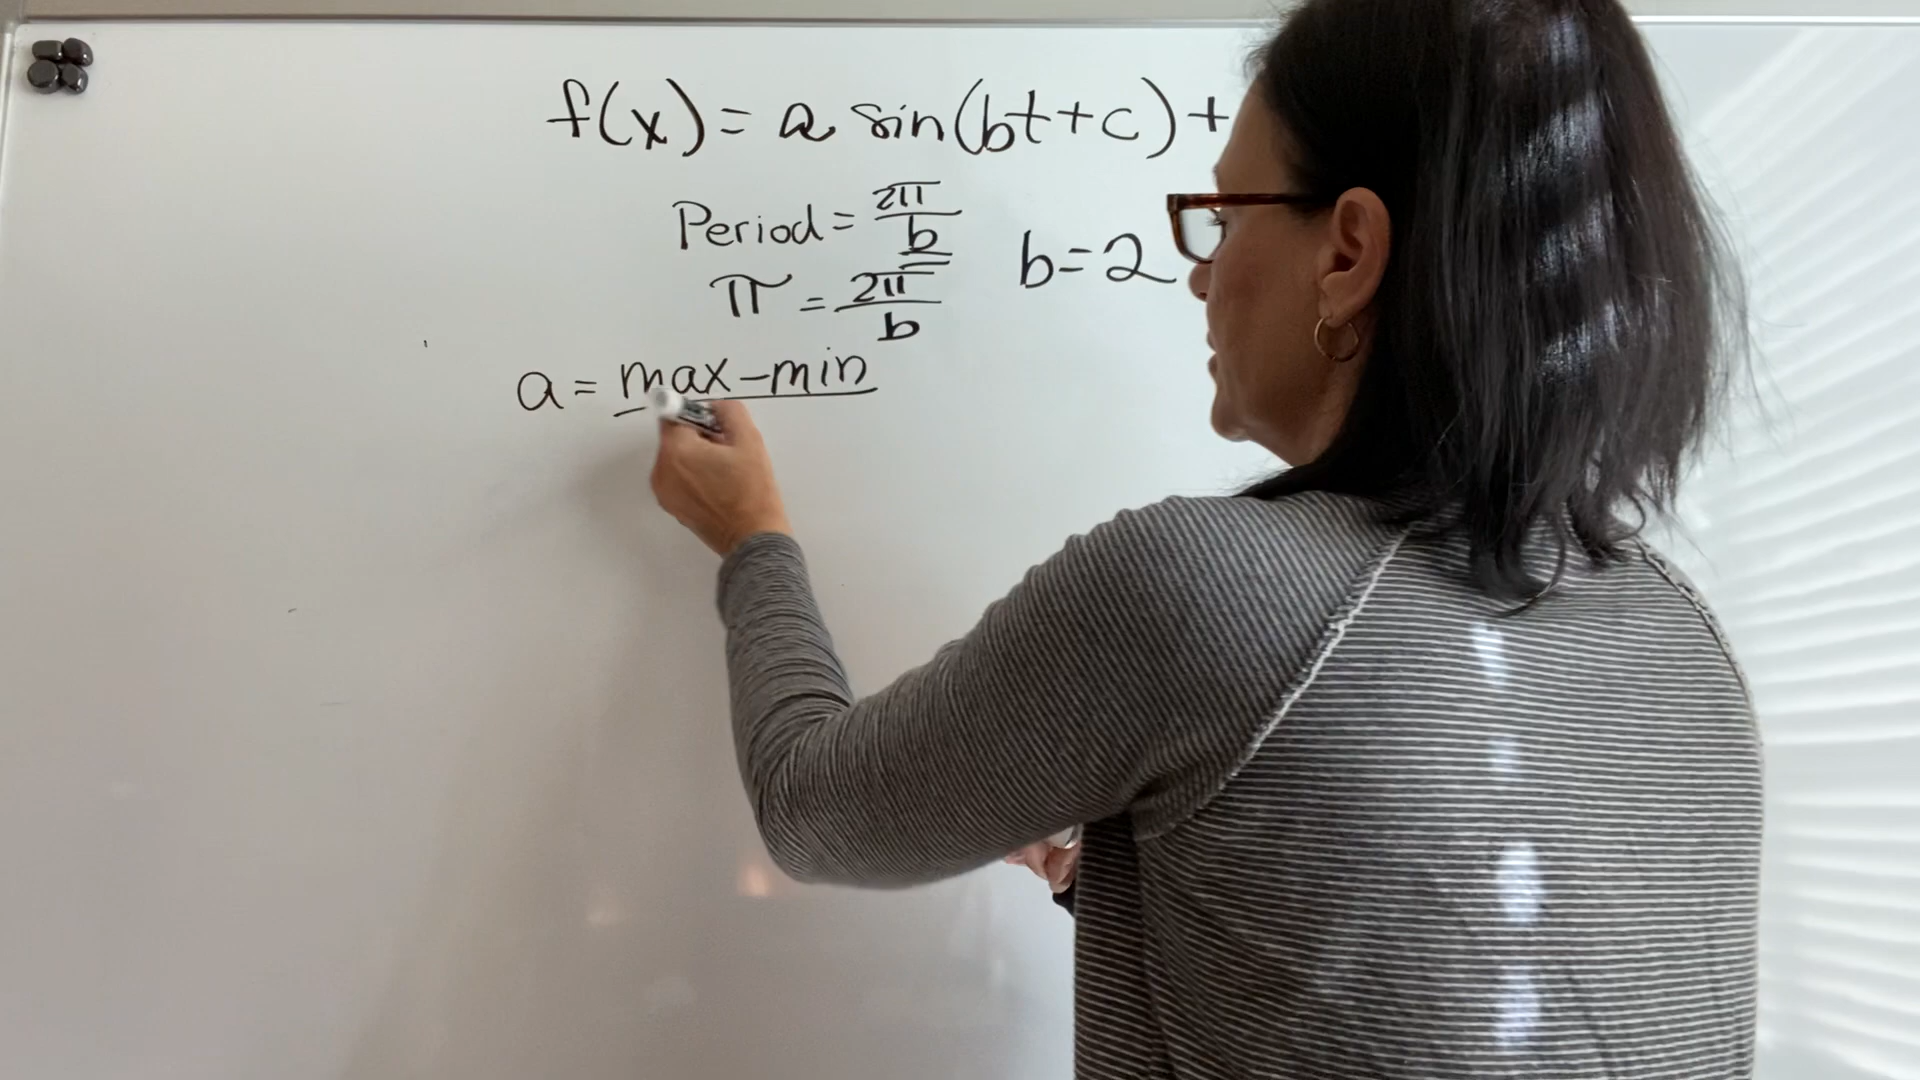 f(x) = a sin(bt+c) +
Period = 2π/b
b=2
π = 2π/b
a = max-min